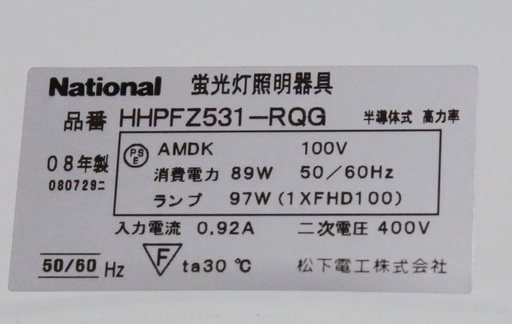 National 蛍光灯照明器具
品番 HHPFZ531-RQG 半導体式 高力率
08年製
080729ニ
PS E AMDK 100V
消費電力 89W 50/60Hz
ランプ 97W (1XFHD100)
入力電流 0.92A 二次電圧 400V
50/60 Hz F ta30℃ 松下電工株式会社